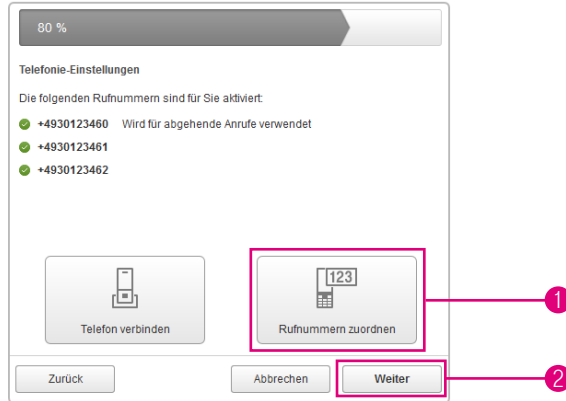 80 %
Telefonie-Einstellungen
Die folgenden Rufnummern sind für Sie aktiviert:
+4930123460 Wird für abgehende Anrufe verwendet
+4930123461
+4930123462
123
Telefon verbinden
Rufnummern zuordnen
1
Zurück
Abbrechen
Weiter
2